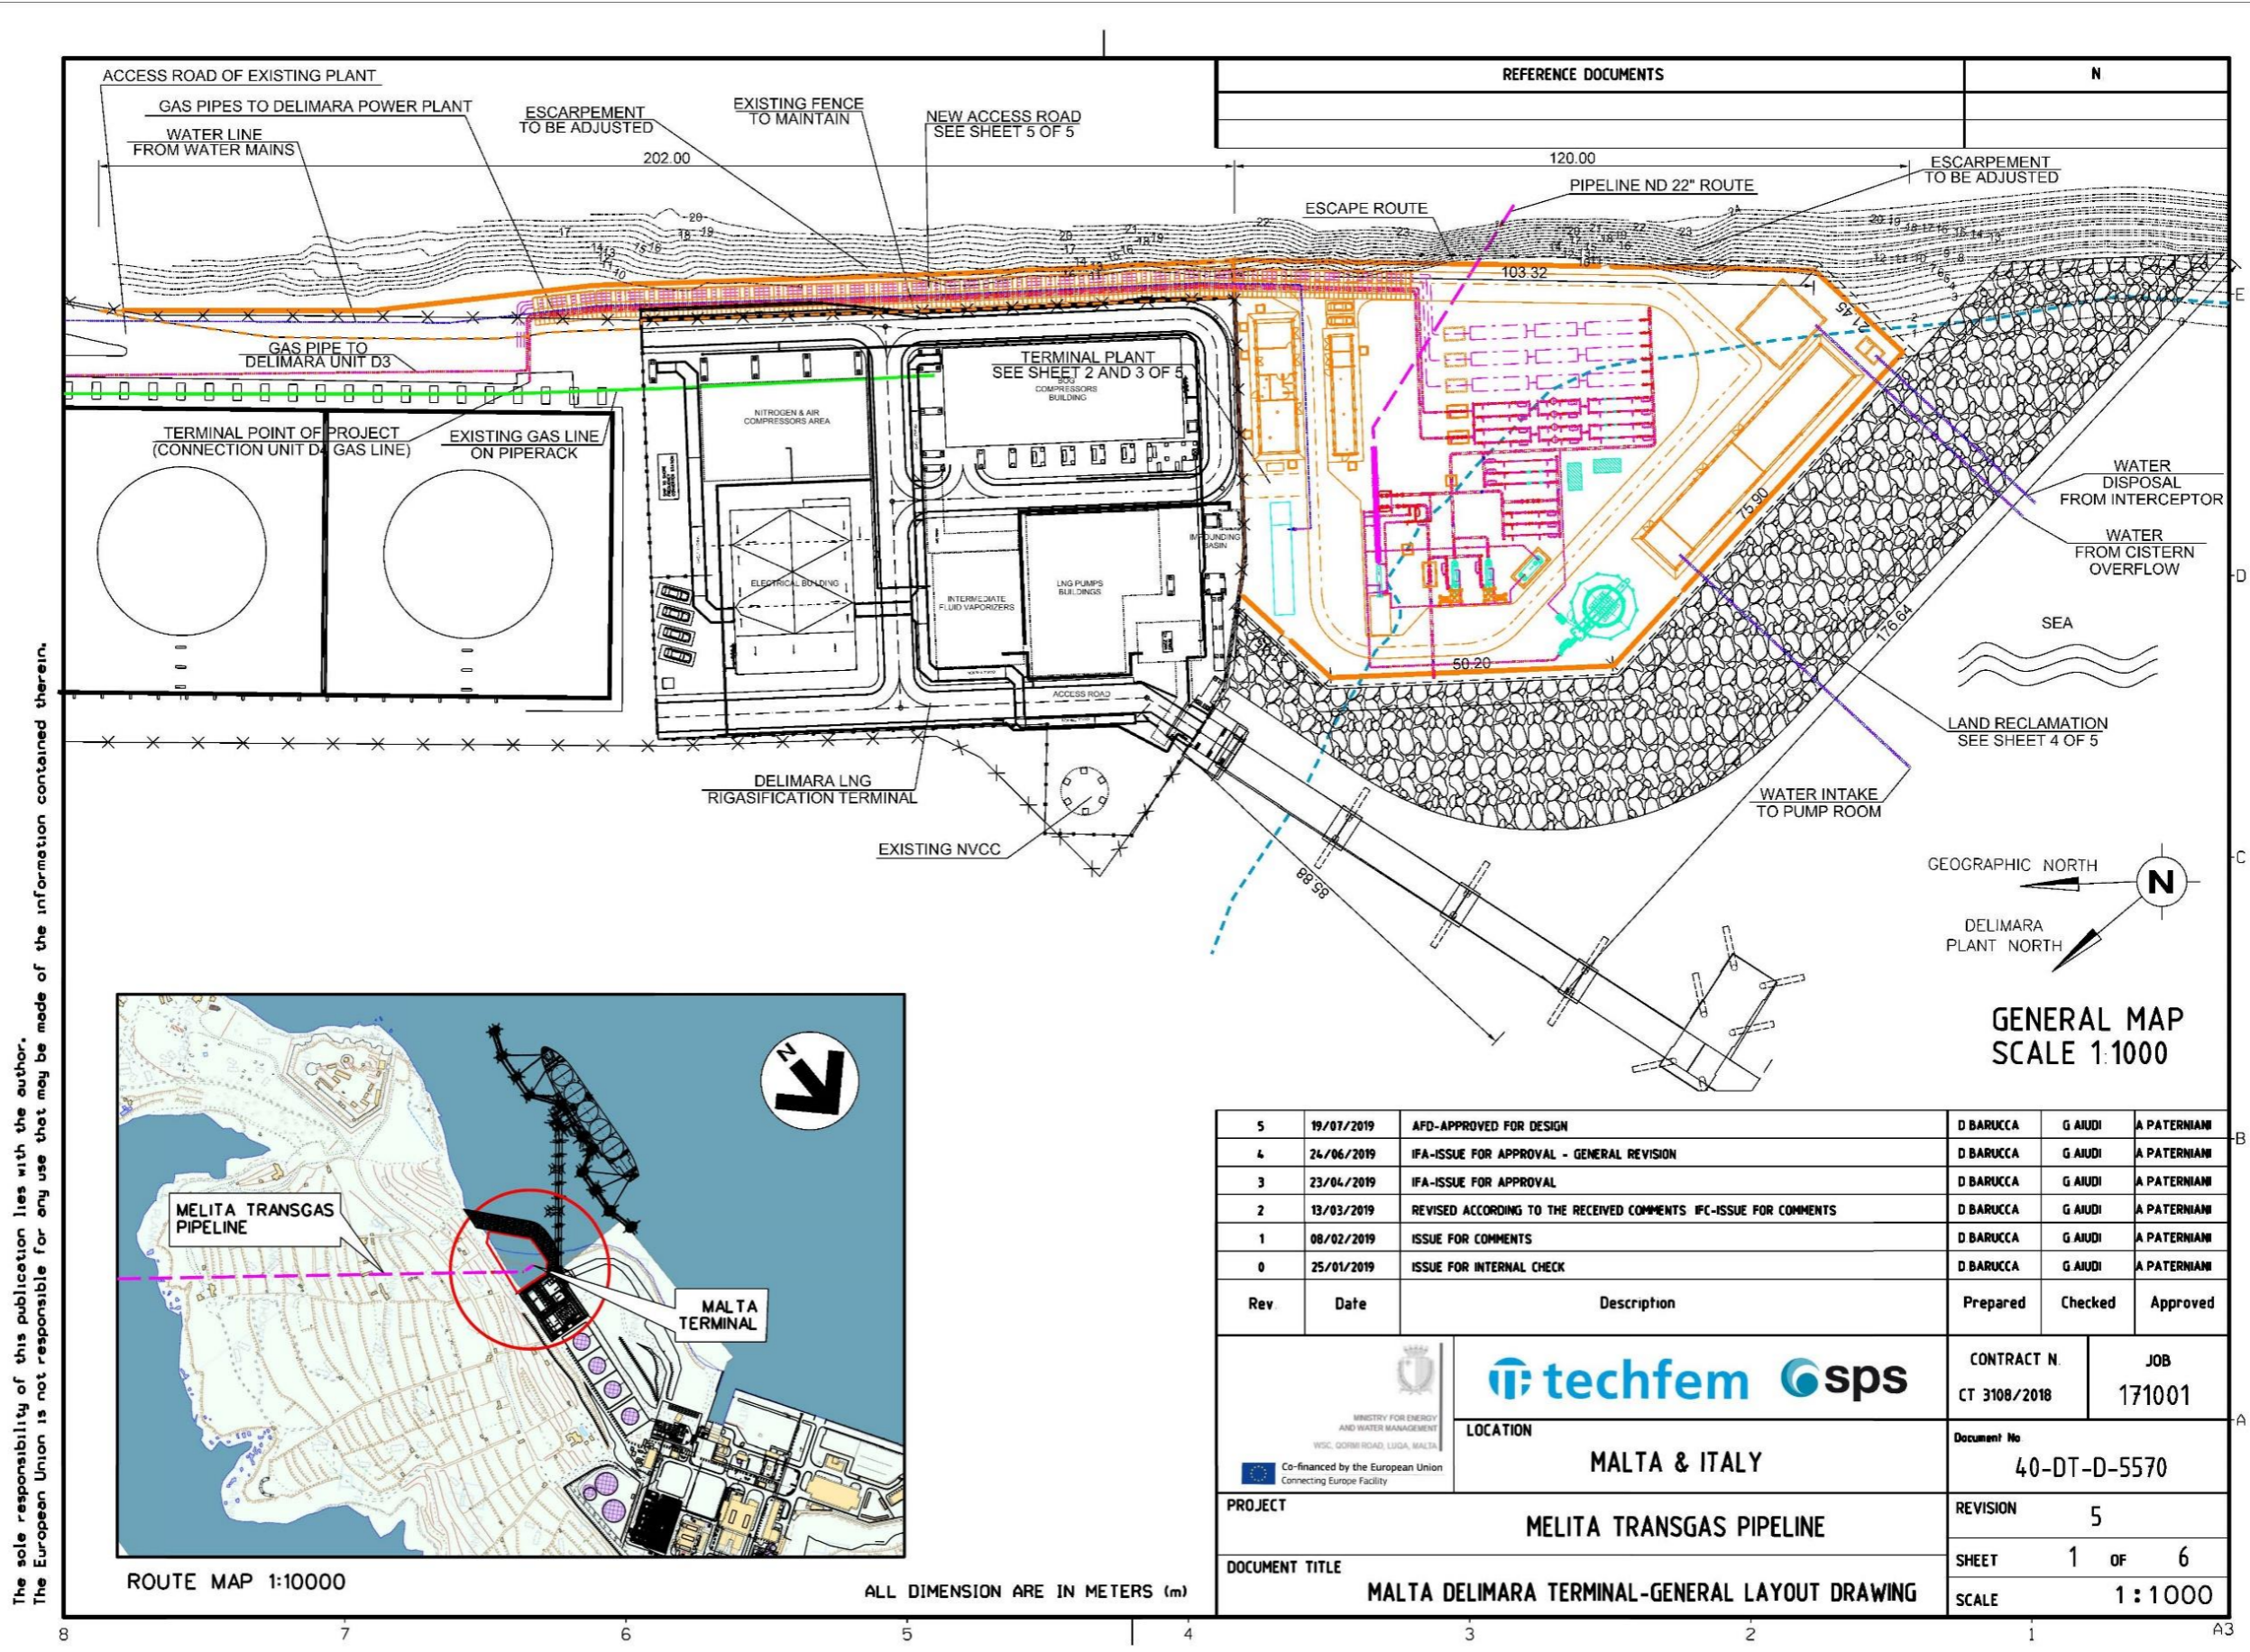 REFERENCE DOCUMENTS
N
ACCESS ROAD OF EXISTING PLANT
GAS PIPES TO DELIMARA POWER PLANT
WATER LINE
FROM WATER MAINS
ESCARPEMENT
TO BE ADJUSTED
EXISTING FENCE
TO MAINTAIN
NEW ACCESS ROAD
SEE SHEET 5 OF 5
202.00
120.00
ESCARPEMENT
TO BE ADJUSTED
PIPELINE ND 22" ROUTE
ESCAPE ROUTE
103.32
21.45
GAS PIPE TO
DELIMARA UNIT D3
TERMINAL PLANT
SEE SHEET 2 AND 3 OF 5
BOG
COMPRESSORS
BUILDING
NITROGEN & AIR
COMPRESSORS AREA
TERMINAL POINT OF PROJECT
(CONNECTION UNIT D4 GAS LINE)
EXISTING GAS LINE
ON PIPERACK
WATER
DISPOSAL
FROM INTERCEPTOR
75.90
WATER
FROM CISTERN
OVERFLOW
IMPOUNDING
BASIN
ELECTRICAL BUILDING
INTERMEDIATE
FLUID VAPORIZERS
LNG PUMPS
BUILDINGS
176.64
SEA
50.20
ACCESS ROAD
LAND RECLAMATION
SEE SHEET 4 OF 5
DELIMARA LNG
RIGASIFICATION TERMINAL
WATER INTAKE
TO PUMP ROOM
EXISTING NVCC
85.88
GEOGRAPHIC NORTH
N
DELIMARA
PLANT NORTH
GENERAL MAP
SCALE 1:1000
N
MELITA TRANSGAS
PIPELINE
MALTA
TERMINAL
ROUTE MAP 1:10000
ALL DIMENSION ARE IN METERS (m)
The sole responsibility of this publication lies with the author.
The European Union is not responsible for any use that may be made of the information contained therein.
5 19/07/2019 AFD-APPROVED FOR DESIGN D.BARUCCA G.AIUDI A.PATERNIANI
4 24/06/2019 IFA-ISSUE FOR APPROVAL - GENERAL REVISION D.BARUCCA G.AIUDI A.PATERNIANI
3 23/04/2019 IFA-ISSUE FOR APPROVAL D.BARUCCA G.AIUDI A.PATERNIANI
2 13/03/2019 REVISED ACCORDING TO THE RECEIVED COMMENTS IFC-ISSUE FOR COMMENTS D.BARUCCA G.AIUDI A.PATERNIANI
1 08/02/2019 ISSUE FOR COMMENTS D.BARUCCA G.AIUDI A.PATERNIANI
0 25/01/2019 ISSUE FOR INTERNAL CHECK D.BARUCCA G.AIUDI A.PATERNIANI
Rev. Date Description Prepared Checked Approved
MINISTRY FOR ENERGY
AND WATER MANAGEMENT
WSC, QORMI ROAD, LUQA, MALTA
Co-financed by the European Union
Connecting Europe Facility
techfem sps
CONTRACT N.
CT 3108/2018
JOB
171001
LOCATION
MALTA & ITALY
Document No
40-DT-D-5570
PROJECT
MELITA TRANSGAS PIPELINE
REVISION 5
DOCUMENT TITLE
MALTA DELIMARA TERMINAL-GENERAL LAYOUT DRAWING
SHEET 1 OF 6
SCALE 1:1000
E
D
C
B
A
8 7 6 5 4 3 2 1
A3